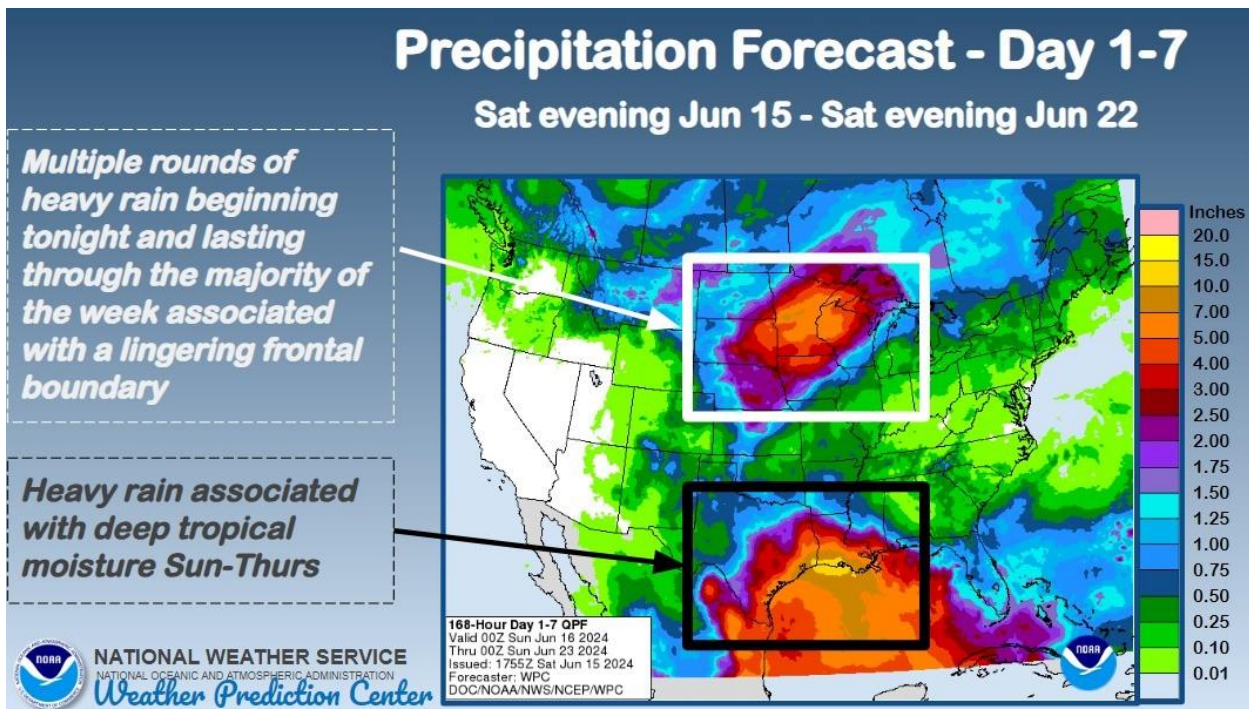 Precipitation Forecast - Day 1-7
Sat evening Jun 15 - Sat evening Jun 22
Multiple rounds of
heavy rain beginning
tonight and lasting
through the majority of
the week associated
with a lingering frontal
boundary
Heavy rain associated
with deep tropical
moisture Sun-Thurs
Inches
20.0
15.0
10.0
7.00
5.00
4.00
3.00
2.50
2.00
1.75
1.50
1.25
1.00
0.75
0.50
0.25
0.10
0.01
168-Hour Day 1-7 QPF
Valid 00Z Sun Jun 16 2024
Thru 00Z Sun Jun 23 2024
Issued: 1755Z Sat Jun 15 2024
Forecaster: WPC
DOC/NOAA/NWS/NCEP/WPC
NOAA
NOAA
NATIONAL WEATHER SERVICE
NATIONAL OCEANIC AND ATMOSPHERIC ADMINISTRATION
Weather Prediction Center